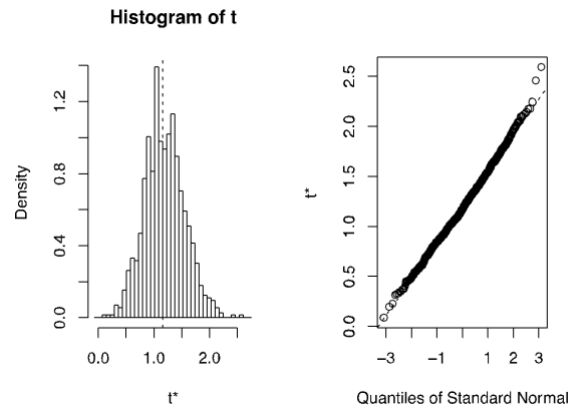 Histogram of t
Density
0.0 0.4 0.8 1.2
0.0 1.0 2.0
t*
t*
0.0 0.5 1.0 1.5 2.0 2.5
−3 −1 1 2 3
Quantiles of Standard Normal